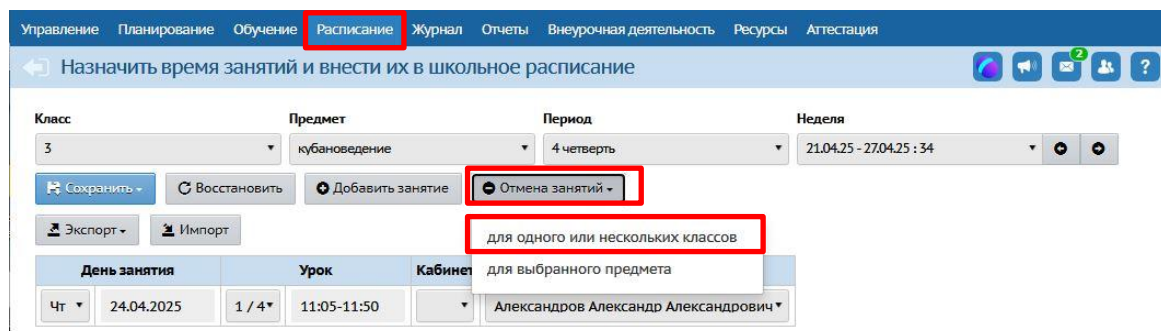 Управление Планирование Обучение Расписание Журнал Отчеты Внеурочная деятельность Ресурсы Аттестация
Назначить время занятий и внести их в школьное расписание 2 ?
Класс Предмет Период Неделя
3 кубановедение 4 четверть 21.04.25 - 27.04.25 : 34
Сохранить Восстановить Добавить занятие Отмена занятий
Экспорт Импорт
для одного или нескольких классов
для выбранного предмета
День занятия Урок Кабинет
Чт 24.04.2025 1 / 4 11:05-11:50 Александров Александр Александрович